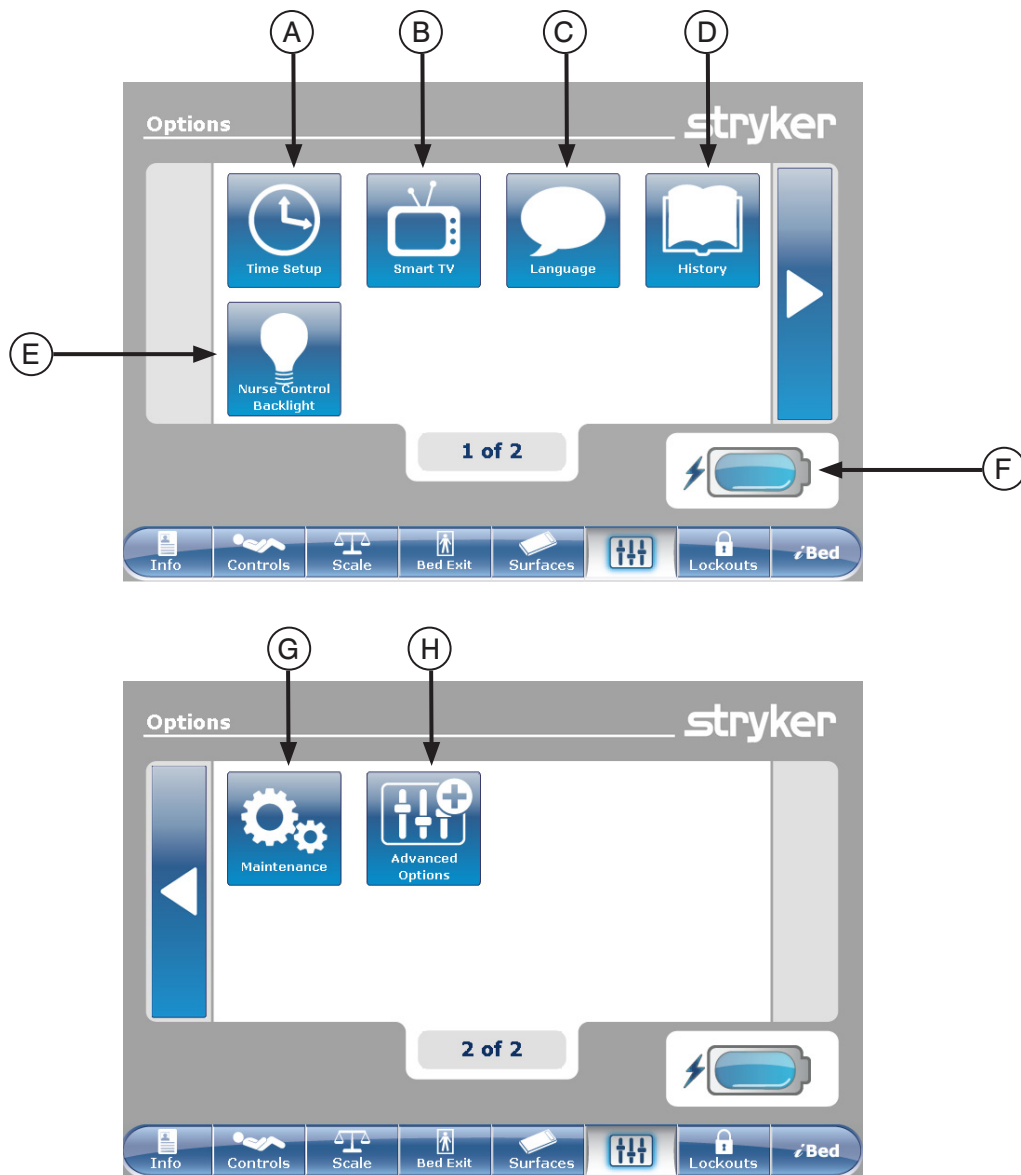 A B C D
Options stryker
Time Setup Smart TV Language History
E
Nurse Control
Backlight
1 of 2
F
Info Controls Scale Bed Exit Surfaces Lockouts iBed
G H
Options stryker
Maintenance
Advanced
Options
2 of 2
Info Controls Scale Bed Exit Surfaces Lockouts iBed